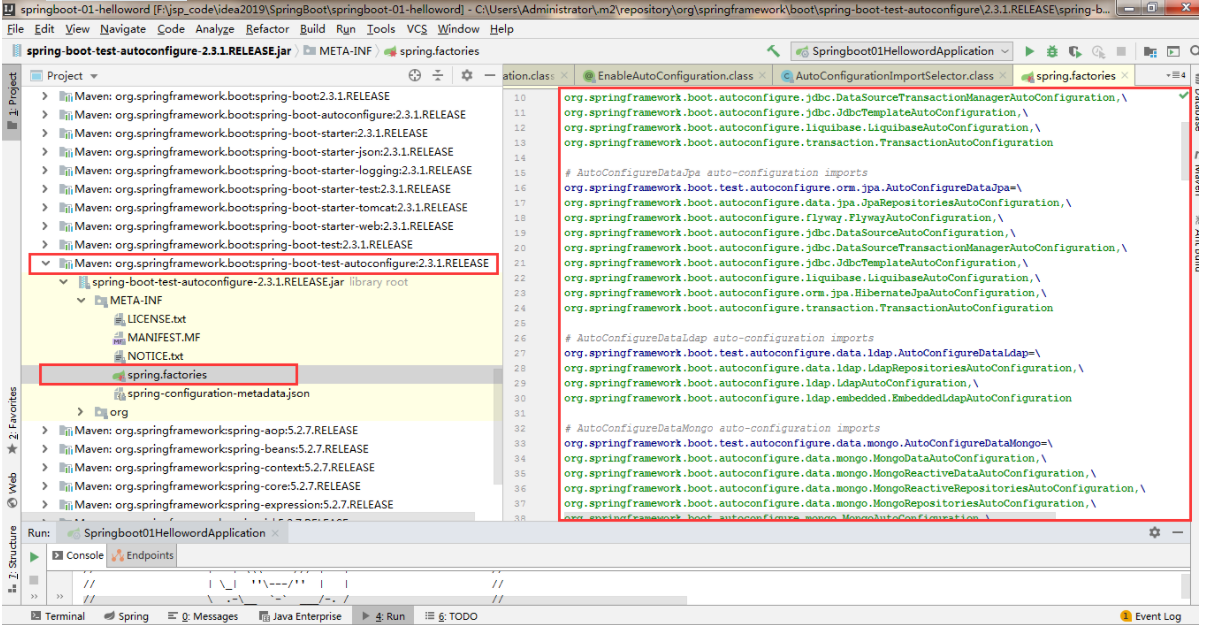 springboot-01-helloword [F:\jsp_code\idea2019\SpringBoot\springboot-01-helloword] - C:\Users\Administrator\.m2\repository\org\springframework\boot\spring-boot-test-autoconfigure\2.3.1.RELEASE\spring-b...
File Edit View Navigate Code Analyze Refactor Build Run Tools VCS Window Help
spring-boot-test-autoconfigure-2.3.1.RELEASE.jar META-INF spring.factories
Springboot01HellowordApplication
Project
ation.class EnableAutoConfiguration.class AutoConfigurationImportSelector.class spring.factories
1: Project
2: Favorites
Web
7: Structure
Database
Maven
Maven: org.springframework.boot:spring-boot:2.3.1.RELEASE
Maven: org.springframework.boot:spring-boot-autoconfigure:2.3.1.RELEASE
Maven: org.springframework.boot:spring-boot-starter:2.3.1.RELEASE
Maven: org.springframework.boot:spring-boot-starter-json:2.3.1.RELEASE
Maven: org.springframework.boot:spring-boot-starter-logging:2.3.1.RELEASE
Maven: org.springframework.boot:spring-boot-starter-test:2.3.1.RELEASE
Maven: org.springframework.boot:spring-boot-starter-tomcat:2.3.1.RELEASE
Maven: org.springframework.boot:spring-boot-starter-web:2.3.1.RELEASE
Maven: org.springframework.boot:spring-boot-test:2.3.1.RELEASE
Maven: org.springframework.boot:spring-boot-test-autoconfigure:2.3.1.RELEASE
spring-boot-test-autoconfigure-2.3.1.RELEASE.jar library root
META-INF
LICENSE.txt
MANIFEST.MF
NOTICE.txt
spring.factories
spring-configuration-metadata.json
org
Maven: org.springframework:spring-aop:5.2.7.RELEASE
Maven: org.springframework:spring-beans:5.2.7.RELEASE
Maven: org.springframework:spring-context:5.2.7.RELEASE
Maven: org.springframework:spring-core:5.2.7.RELEASE
Maven: org.springframework:spring-expression:5.2.7.RELEASE
10 org.springframework.boot.autoconfigure.jdbc.DataSourceTransactionManagerAutoConfiguration,\
11 org.springframework.boot.autoconfigure.jdbc.JdbcTemplateAutoConfiguration,\
12 org.springframework.boot.autoconfigure.liquibase.LiquibaseAutoConfiguration,\
13 org.springframework.boot.autoconfigure.transaction.TransactionAutoConfiguration
14
15 # AutoConfigureDataJpa auto-configuration imports
16 org.springframework.boot.test.autoconfigure.orm.jpa.AutoConfigureDataJpa=\
17 org.springframework.boot.autoconfigure.data.jpa.JpaRepositoriesAutoConfiguration,\
18 org.springframework.boot.autoconfigure.flyway.FlywayAutoConfiguration,\
19 org.springframework.boot.autoconfigure.jdbc.DataSourceAutoConfiguration,\
20 org.springframework.boot.autoconfigure.jdbc.DataSourceTransactionManagerAutoConfiguration,\
21 org.springframework.boot.autoconfigure.jdbc.JdbcTemplateAutoConfiguration,\
22 org.springframework.boot.autoconfigure.liquibase.LiquibaseAutoConfiguration,\
23 org.springframework.boot.autoconfigure.orm.jpa.HibernateJpaAutoConfiguration,\
24 org.springframework.boot.autoconfigure.transaction.TransactionAutoConfiguration
25
26 # AutoConfigureDataLdap auto-configuration imports
27 org.springframework.boot.test.autoconfigure.data.ldap.AutoConfigureDataLdap=\
28 org.springframework.boot.autoconfigure.data.ldap.LdapRepositoriesAutoConfiguration,\
29 org.springframework.boot.autoconfigure.ldap.LdapAutoConfiguration,\
30 org.springframework.boot.autoconfigure.ldap.embedded.EmbeddedLdapAutoConfiguration
31
32 # AutoConfigureDataMongo auto-configuration imports
33 org.springframework.boot.test.autoconfigure.data.mongo.AutoConfigureDataMongo=\
34 org.springframework.boot.autoconfigure.data.mongo.MongoDataAutoConfiguration,\
35 org.springframework.boot.autoconfigure.data.mongo.MongoReactiveDataAutoConfiguration,\
36 org.springframework.boot.autoconfigure.data.mongo.MongoReactiveRepositoriesAutoConfiguration,\
37 org.springframework.boot.autoconfigure.data.mongo.MongoRepositoriesAutoConfiguration,\
38 org.springframework.boot.autoconfigure.mongo.MongoAutoConfiguration,\
Run: Springboot01HellowordApplication
Console Endpoints
// | \_| ''\---/'' | | //
// \ .-\__ `-` ___/-. / //
Terminal Spring 0: Messages Java Enterprise 4: Run 6: TODO 1 Event Log